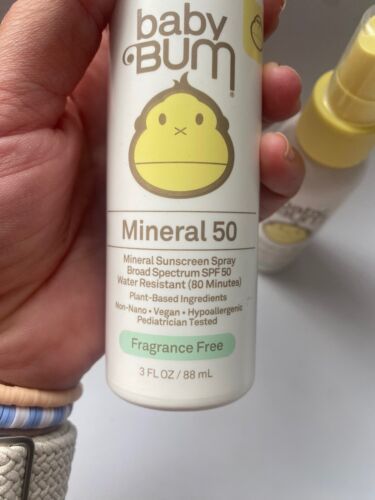 baby
BUM®
Mineral 50
Mineral Sunscreen Spray
Broad Spectrum SPF 50
Water Resistant (80 Minutes)
Plant-Based Ingredients
Non-Nano • Vegan • Hypoallergenic
Pediatrician Tested
Fragrance Free
3 FL OZ / 88 mL
BUM